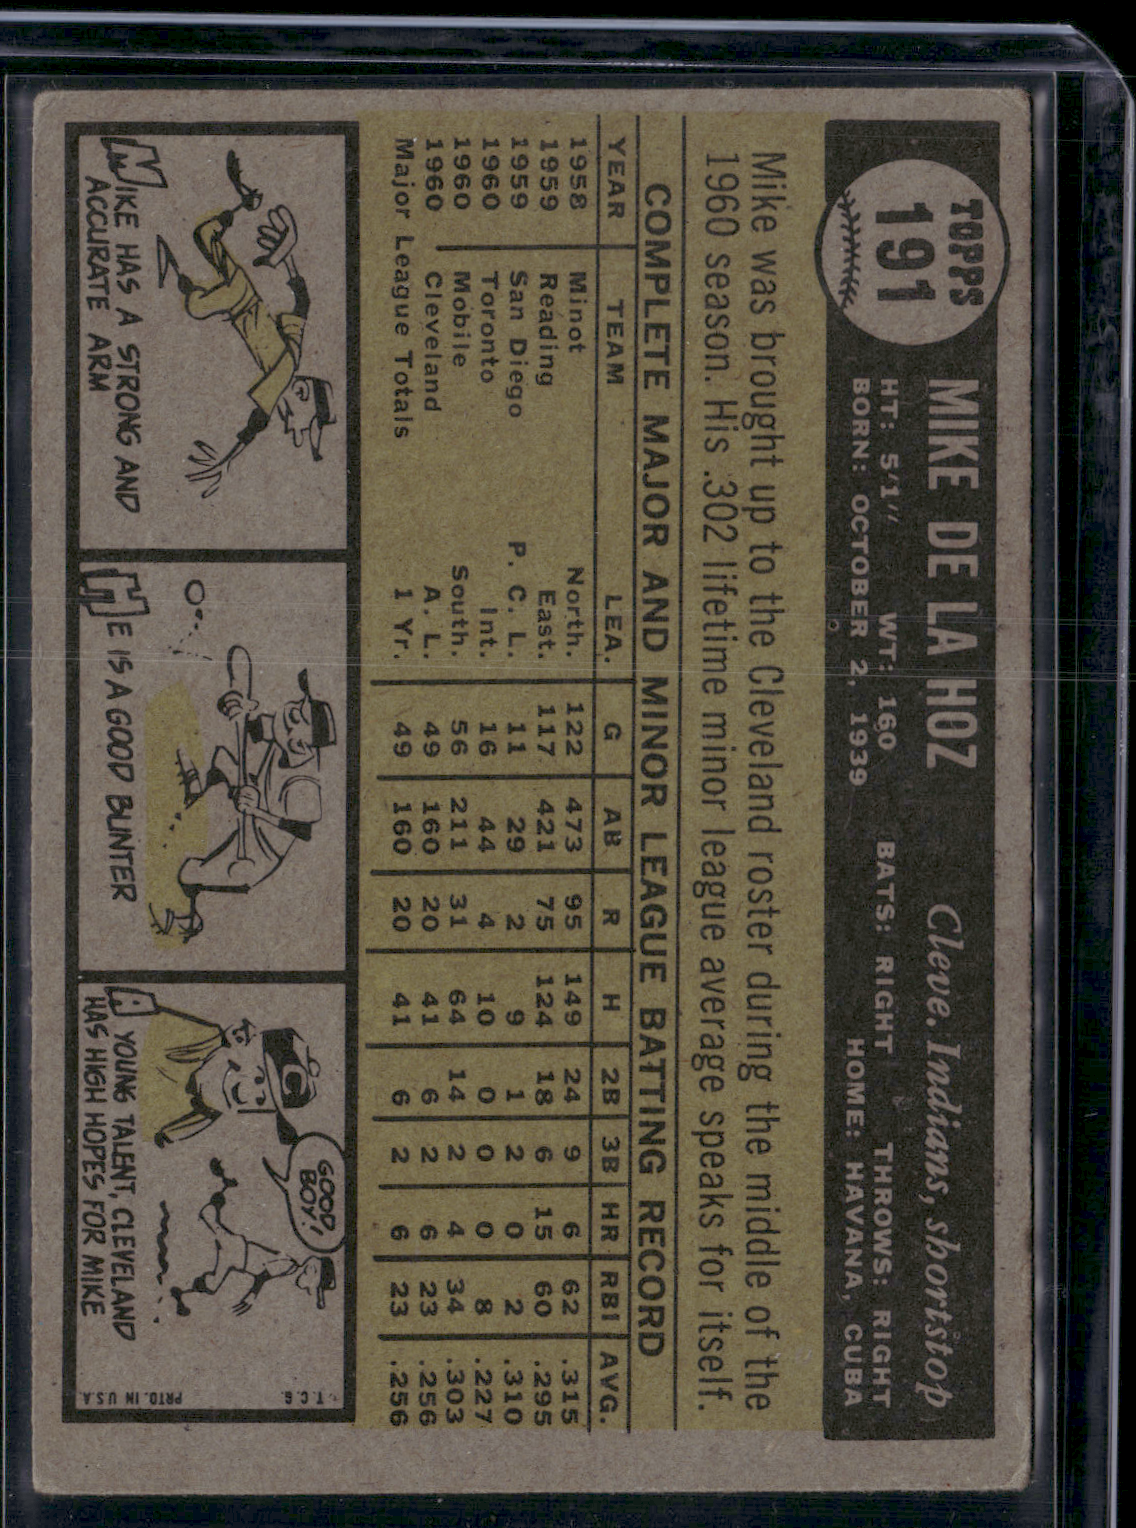 TOPPS
191
MIKE DE LA HOZ Cleve. Indians, shortstop
HT: 5'1" WT: 160 BATS: RIGHT THROWS: RIGHT
BORN: OCTOBER 2, 1939 HOME: HAVANA, CUBA
Mike was brought up to the Cleveland roster during the middle of the
1960 season. His .302 lifetime minor league average speaks for itself.
COMPLETE MAJOR AND MINOR LEAGUE BATTING RECORD
YEAR TEAM LEA. G AB R H 2B 3B HR RBI AVG.
1958 Minot North. 122 473 95 149 24 9 6 62 .315
1959 Reading East. 117 421 75 124 18 6 15 60 .295
1959 San Diego P. C. L. 11 29 2 9 1 2 0 2 .310
1960 Toronto Int. 16 44 4 10 0 0 0 8 .227
1960 Mobile South. 56 211 31 64 14 2 4 34 .303
1960 Cleveland A. L. 49 160 20 41 6 2 6 23 .256
Major League Totals 1 Yr. 49 160 20 41 6 2 6 23 .256
MIKE HAS A STRONG AND
ACCURATE ARM
HE IS A GOOD BUNTER
C
GOOD
BOY!
A YOUNG TALENT, CLEVELAND
HAS HIGH HOPES FOR MIKE
© T.C.G.
PRTD. IN U.S.A.